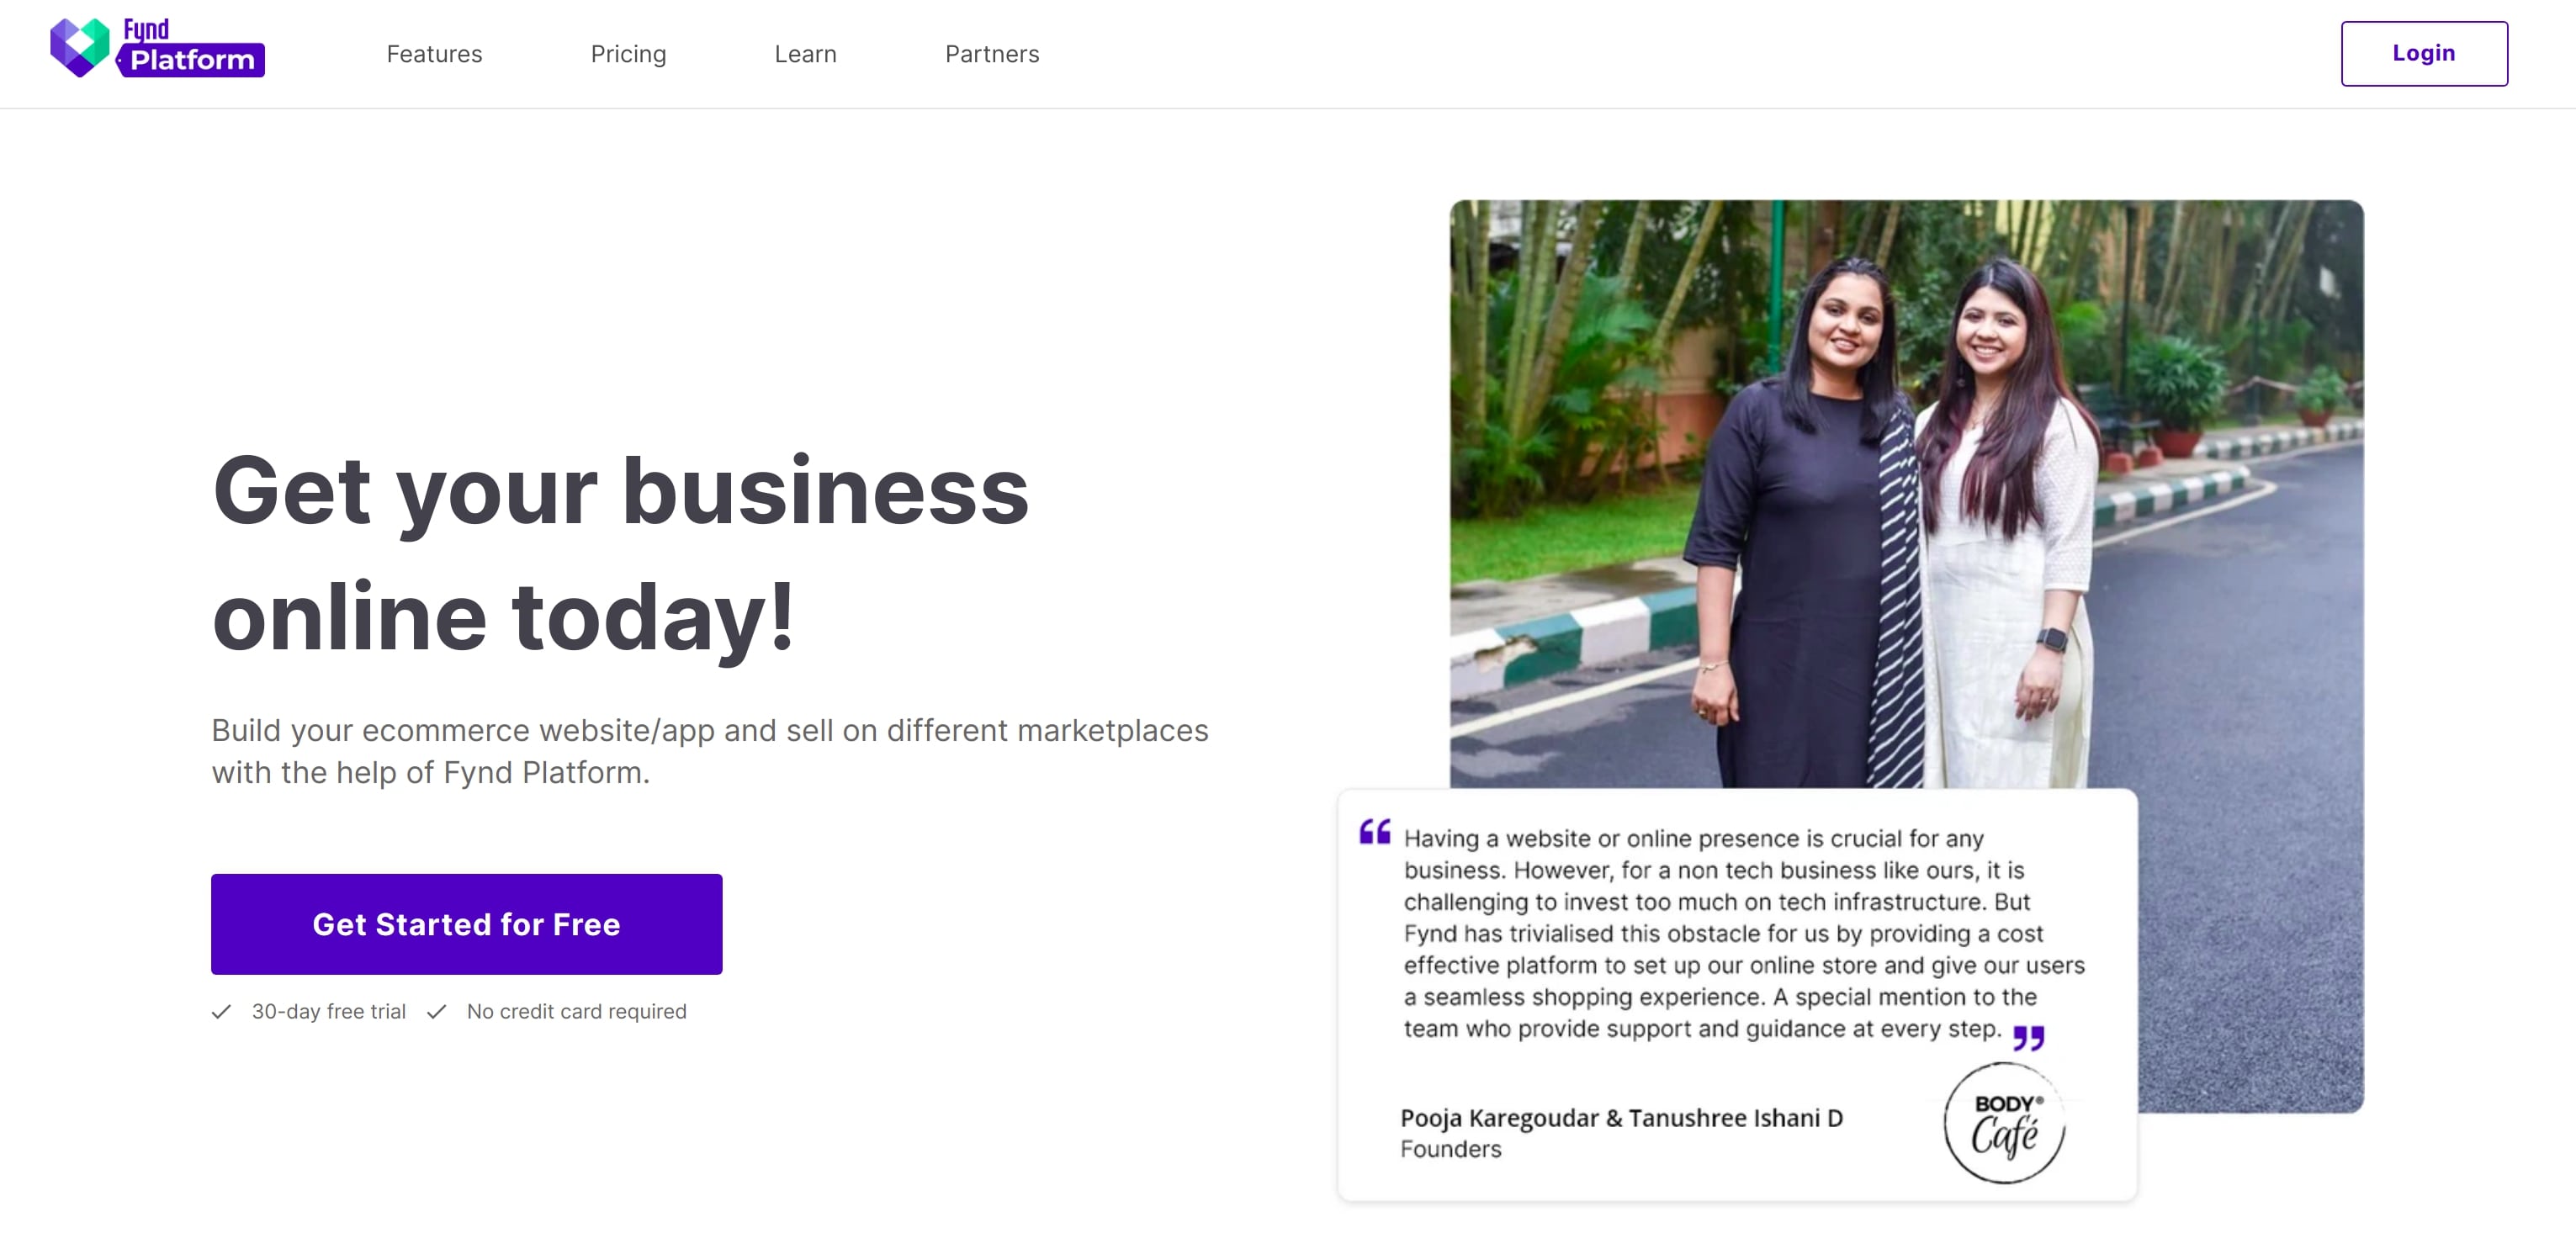 Fynd
Platform
Features
Pricing
Learn
Partners
Login
Get your business
online today!
Build your ecommerce website/app and sell on different marketplaces
with the help of Fynd Platform.
Get Started for Free
30-day free trial
No credit card required
“ Having a website or online presence is crucial for any
business. However, for a non tech business like ours, it is
challenging to invest too much on tech infrastructure. But
Fynd has trivialised this obstacle for us by providing a cost
effective platform to set up our online store and give our users
a seamless shopping experience. A special mention to the
team who provide support and guidance at every step. ”
Pooja Karegoudar & Tanushree Ishani D
Founders
BODY®
Café